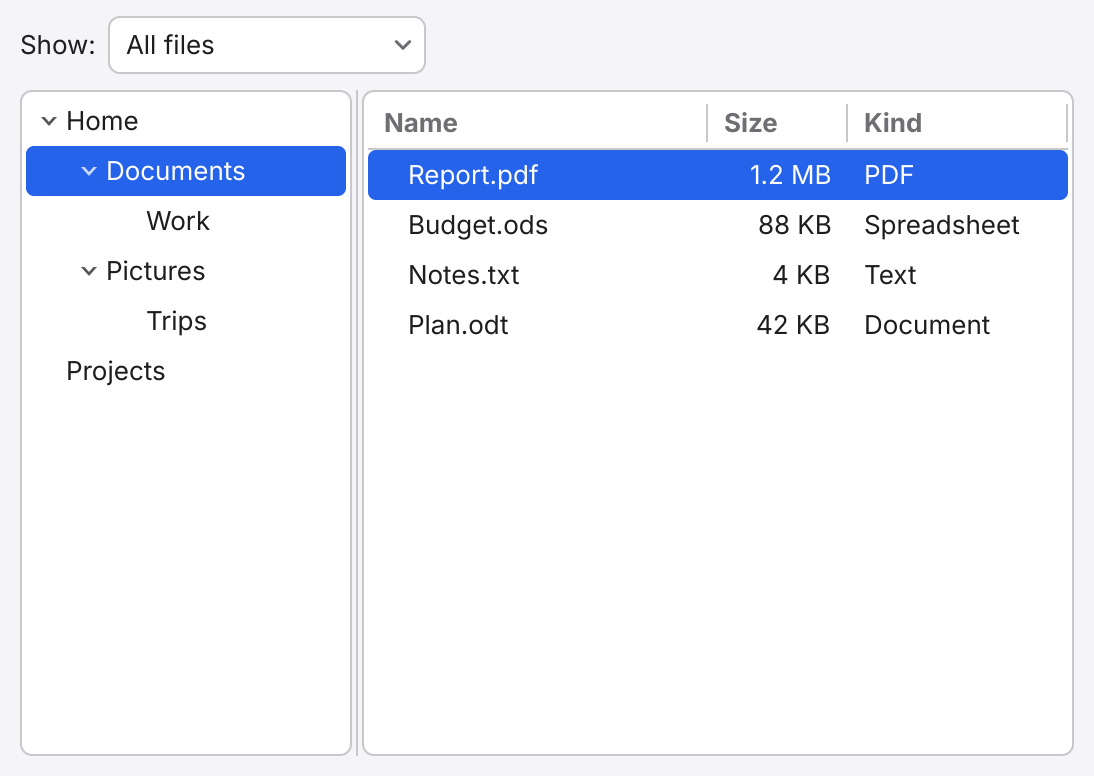 Show: All files
Home
Documents
Work
Pictures
Trips
Projects
Name Size Kind
Report.pdf 1.2 MB PDF
Budget.ods 88 KB Spreadsheet
Notes.txt 4 KB Text
Plan.odt 42 KB Document